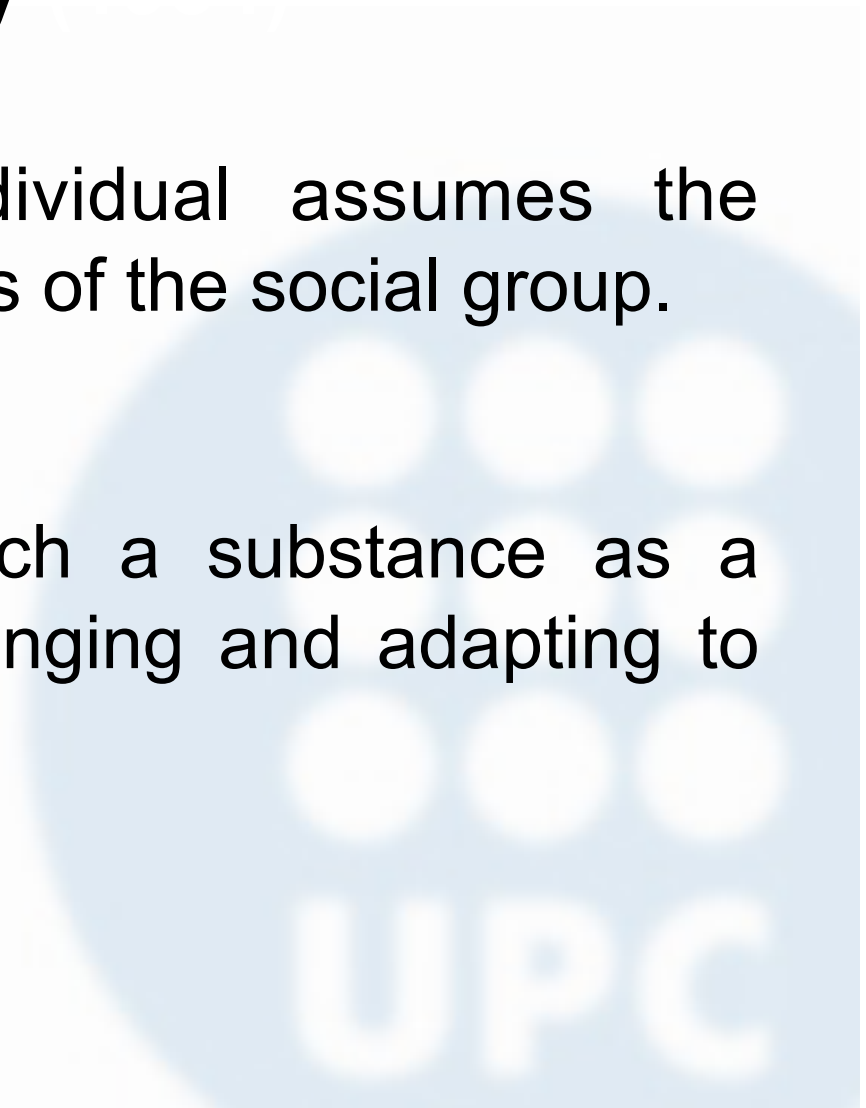 dividual assumes the
s of the social group.
ch a substance as a
nging and adapting to
UPC